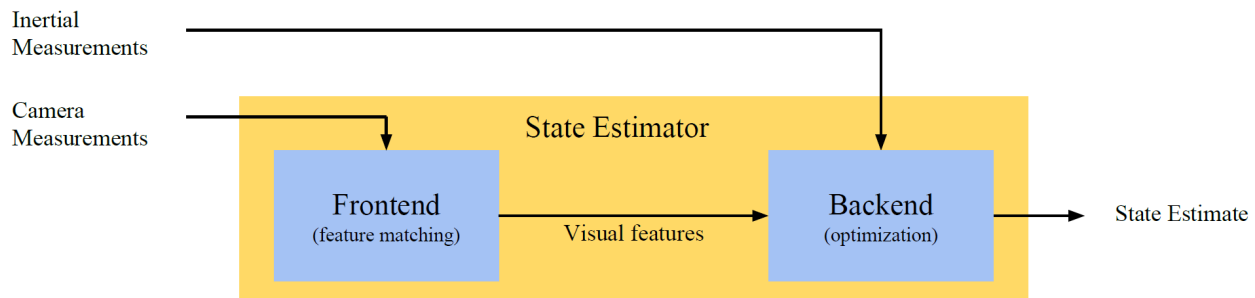 Inertial
Measurements
Camera
Measurements
State Estimator
Frontend
(feature matching)
Visual features
Backend
(optimization)
State Estimate